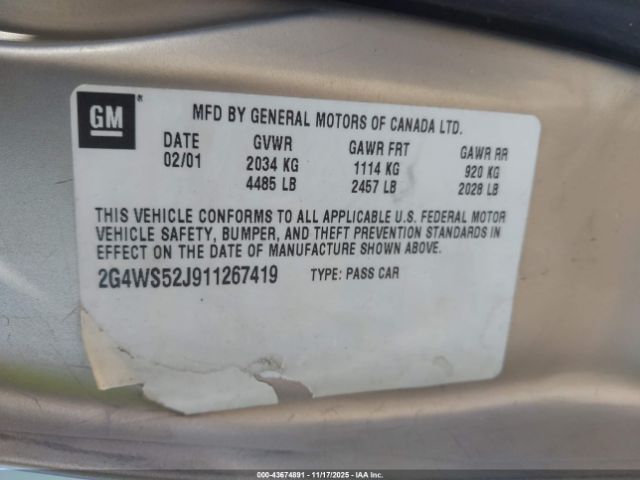 GM ®
MFD BY GENERAL MOTORS OF CANADA LTD.
DATE GVWR GAWR FRT GAWR RR
02/01 2034 KG 1114 KG 920 KG
4485 LB 2457 LB 2028 LB
THIS VEHICLE CONFORMS TO ALL APPLICABLE U.S. FEDERAL MOTOR
VEHICLE SAFETY, BUMPER, AND THEFT PREVENTION STANDARDS IN
EFFECT ON THE DATE OF MANUFACTURE SHOWN ABOVE.
2G4WS52J911267419 TYPE: PASS CAR
000-43674891 - 11/17/2025 - IAA Inc.